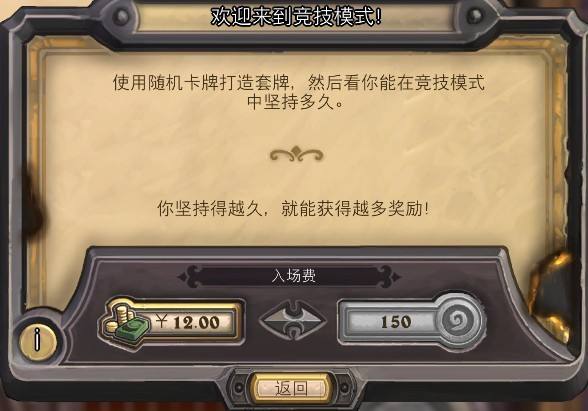 欢迎来到竞技模式!
使用随机卡牌打造套牌，然后看你能在竞技模式
中坚持多久。
你坚持得越久，就能获得越多奖励!
入场费
￥12.00
150
i
返回